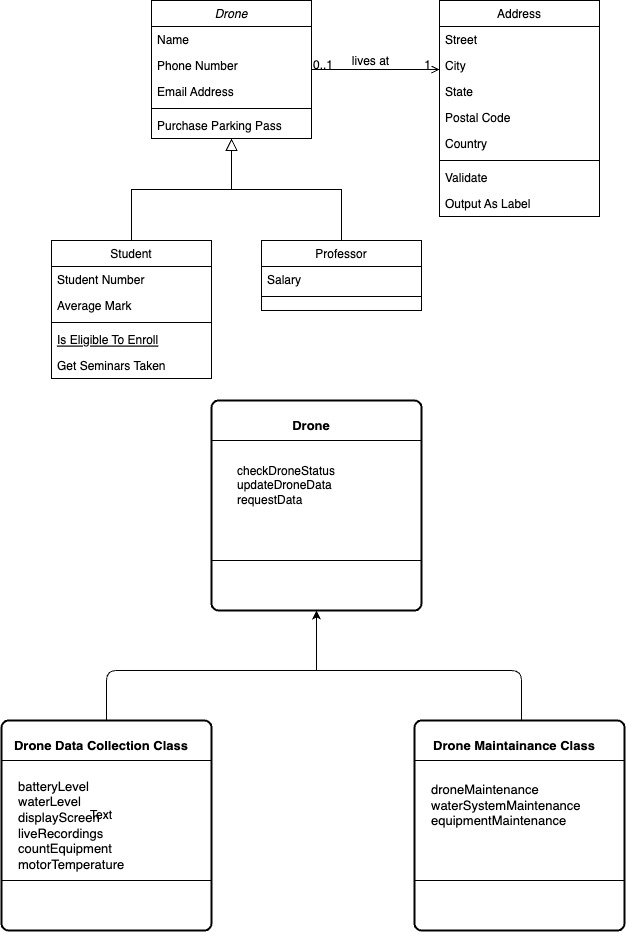 Drone
Name
Phone Number
Email Address
Purchase Parking Pass
0..1
lives at
1
Address
Street
City
State
Postal Code
Country
Validate
Output As Label
Student
Student Number
Average Mark
Is Eligible To Enroll
Get Seminars Taken
Professor
Salary
Drone
checkDroneStatus
updateDroneData
requestData
Drone Data Collection Class
batteryLevel
waterLevel
displayScreen
Text
liveRecordings
countEquipment
motorTemperature
Drone Maintainance Class
droneMaintenance
waterSystemMaintenance
equipmentMaintenance